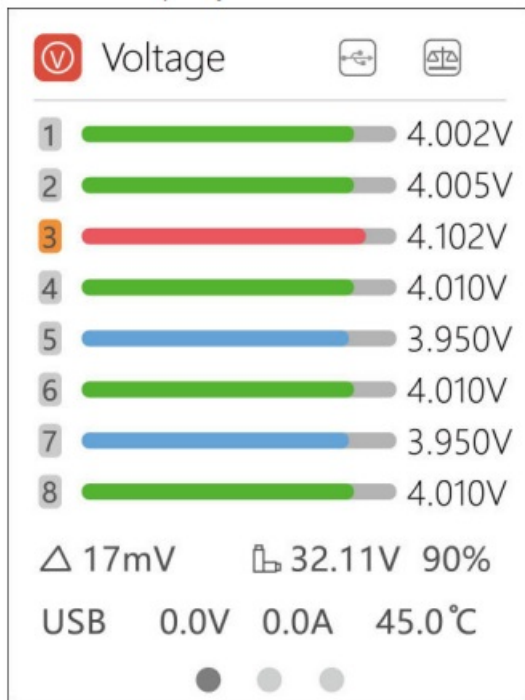 V Voltage
1 4.002V
2 4.005V
3 4.102V
4 4.010V
5 3.950V
6 4.010V
7 3.950V
8 4.010V
△ 17mV 32.11V 90%
USB 0.0V 0.0A 45.0℃